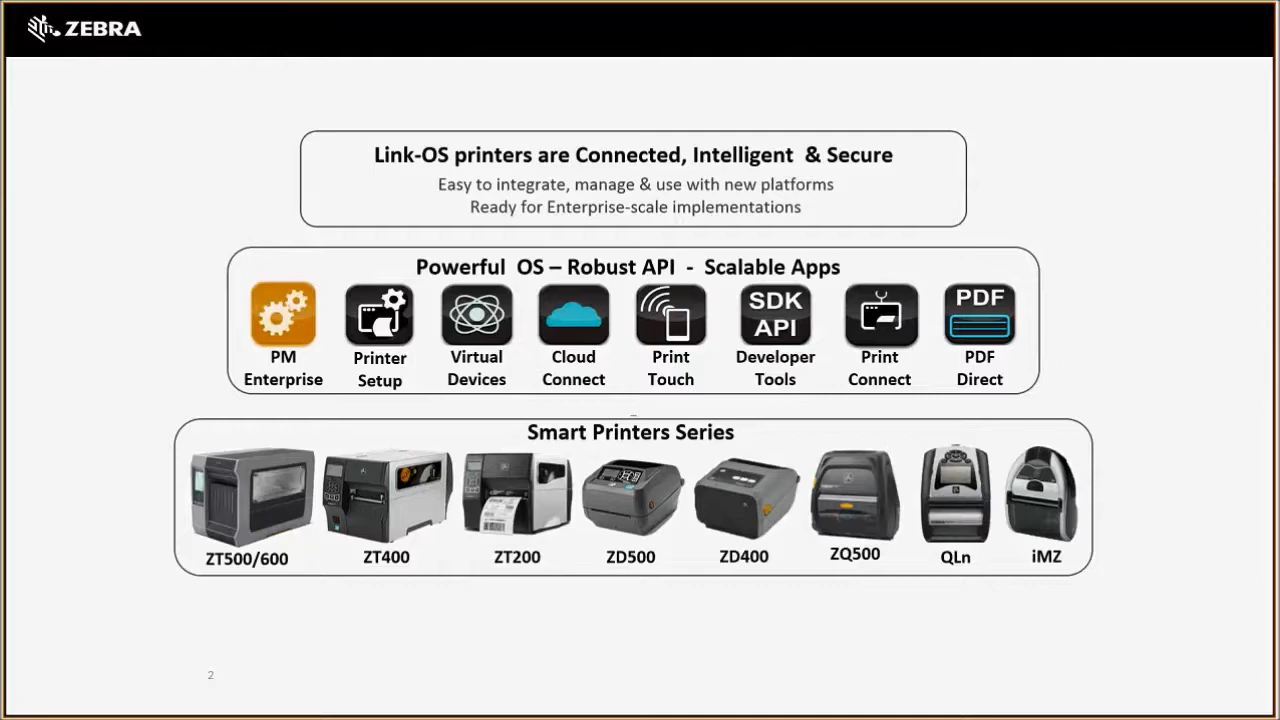 ZEBRA
Link-OS printers are Connected, Intelligent & Secure
Easy to integrate, manage & use with new platforms
Ready for Enterprise-scale implementations
Powerful OS – Robust API - Scalable Apps
SDK
API
PDF
PM
Enterprise
Printer
Setup
Virtual
Devices
Cloud
Connect
Print
Touch
Developer
Tools
Print
Connect
PDF
Direct
Smart Printers Series
ZT500/600
ZT400
ZT200
ZD500
ZD400
ZQ500
QLn
iMZ
2